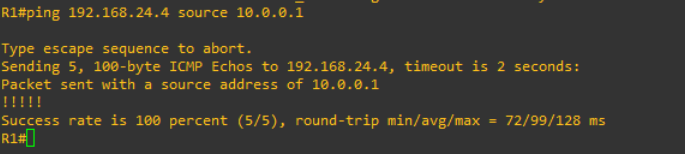 R1#ping 192.168.24.4 source 10.0.0.1
Type escape sequence to abort.
Sending 5, 100-byte ICMP Echos to 192.168.24.4, timeout is 2 seconds:
Packet sent with a source address of 10.0.0.1
!!!!!
Success rate is 100 percent (5/5), round-trip min/avg/max = 72/99/128 ms
R1#